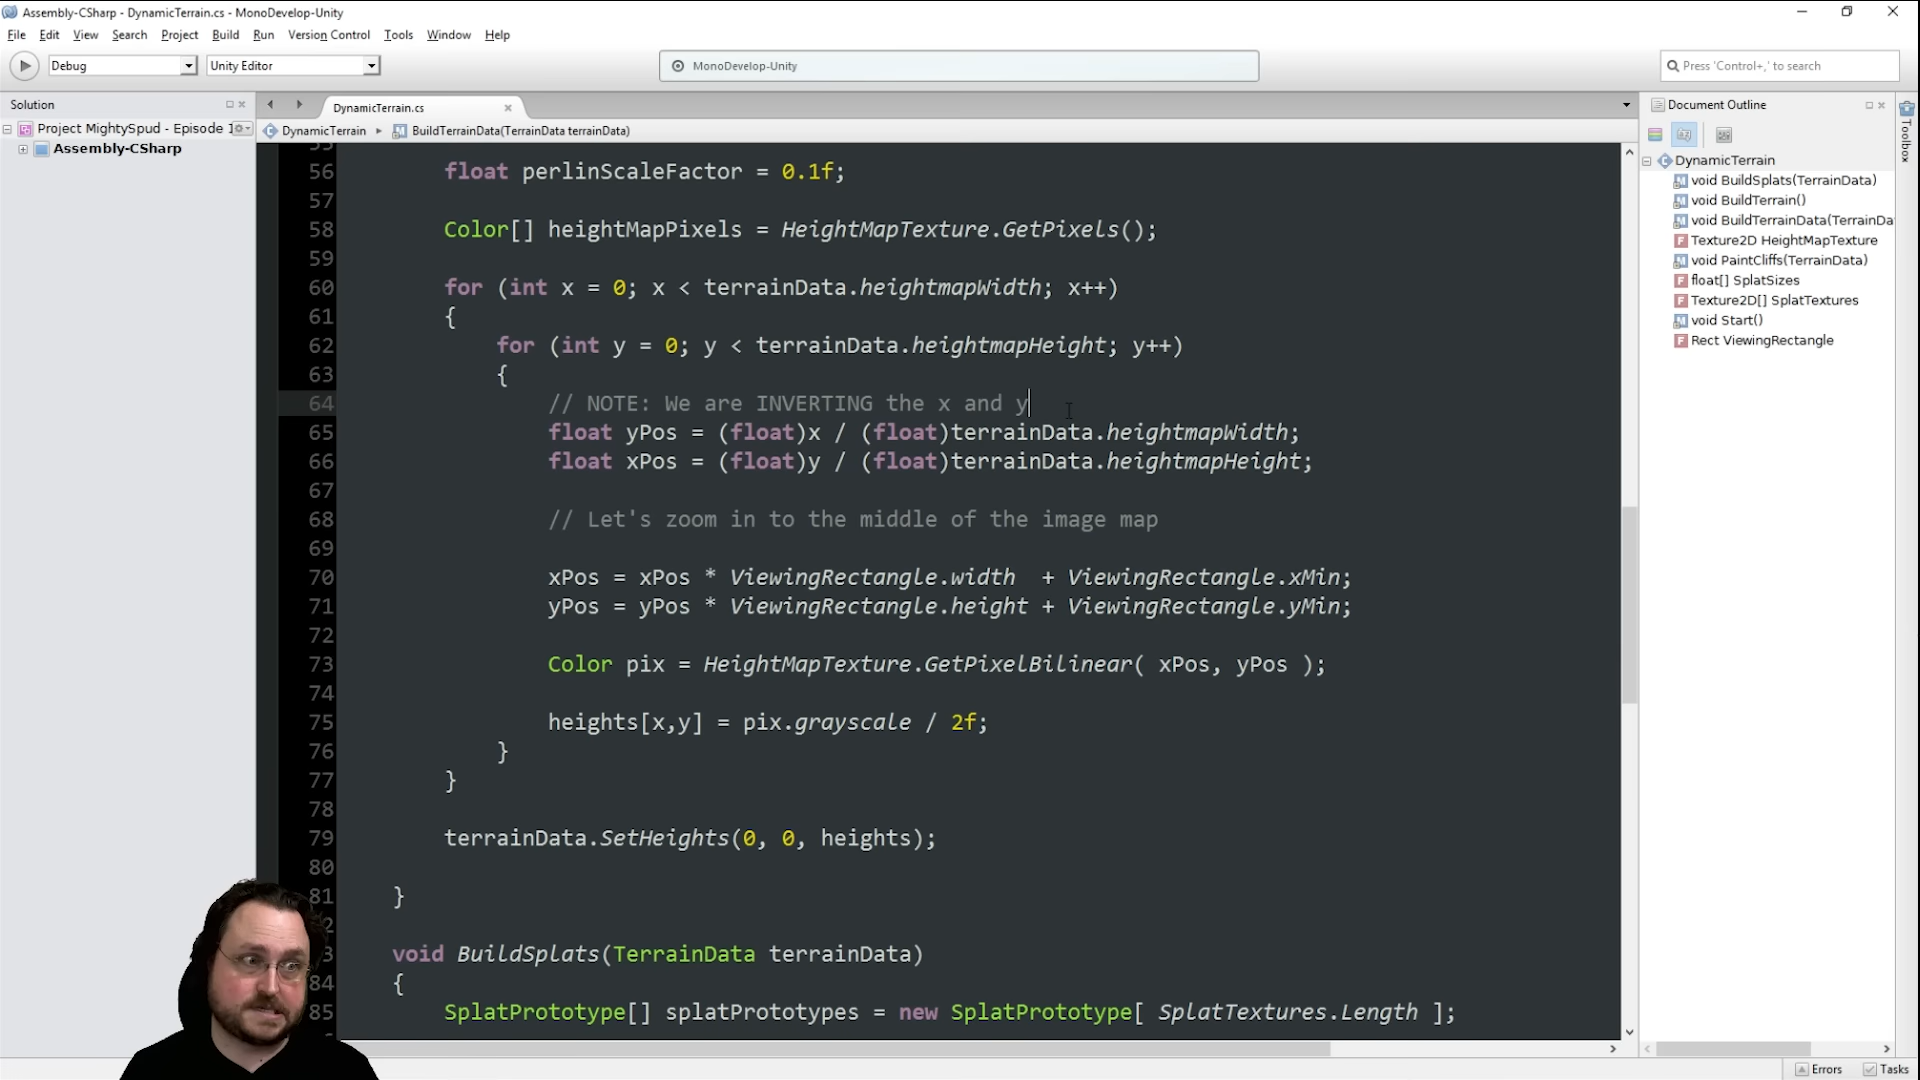 Assembly-CSharp - DynamicTerrain.cs - MonoDevelop-Unity
File Edit View Search Project Build Run Version Control Tools Window Help
Debug Unity Editor MonoDevelop-Unity Press 'Control+,' to search
Solution
Project MightySpud - Episode
Assembly-CSharp
DynamicTerrain.cs
DynamicTerrain BuildTerrainData(TerrainData terrainData)
55
56 float perlinScaleFactor = 0.1f;
57
58 Color[] heightMapPixels = HeightMapTexture.GetPixels();
59
60 for (int x = 0; x < terrainData.heightmapWidth; x++)
61 {
62 for (int y = 0; y < terrainData.heightmapHeight; y++)
63 {
64 // NOTE: We are INVERTING the x and y
65 float yPos = (float)x / (float)terrainData.heightmapWidth;
66 float xPos = (float)y / (float)terrainData.heightmapHeight;
67
68 // Let's zoom in to the middle of the image map
69
70 xPos = xPos * ViewingRectangle.width  + ViewingRectangle.xMin;
71 yPos = yPos * ViewingRectangle.height + ViewingRectangle.yMin;
72
73 Color pix = HeightMapTexture.GetPixelBilinear( xPos, yPos );
74
75 heights[x,y] = pix.grayscale / 2f;
76 }
77 }
78
79 terrainData.SetHeights(0, 0, heights);
80
81 }
2
3 void BuildSplats(TerrainData terrainData)
84 {
85 SplatPrototype[] splatPrototypes = new SplatPrototype[ SplatTextures.Length ];
Document Outline
DynamicTerrain
void BuildSplats(TerrainData)
void BuildTerrain()
void BuildTerrainData(TerrainDa
Texture2D HeightMapTexture
void PaintCliffs(TerrainData)
float[] SplatSizes
Texture2D[] SplatTextures
void Start()
Rect ViewingRectangle
Toolbox
Errors Tasks